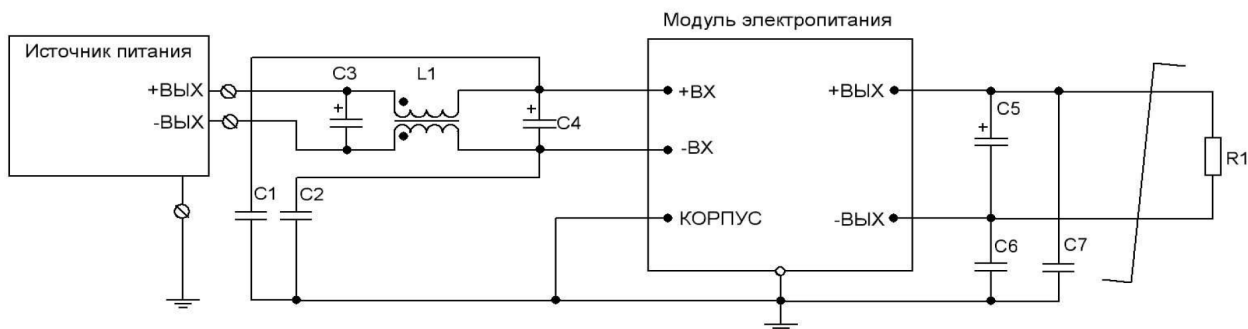 Модуль электропитания
Источник питания
C3
L1
+ВЫХ
+
+
C4
+ВХ
+ВЫХ
C5
+
-ВЫХ
-ВХ
R1
C1
C2
КОРПУС
-ВЫХ
C6
C7